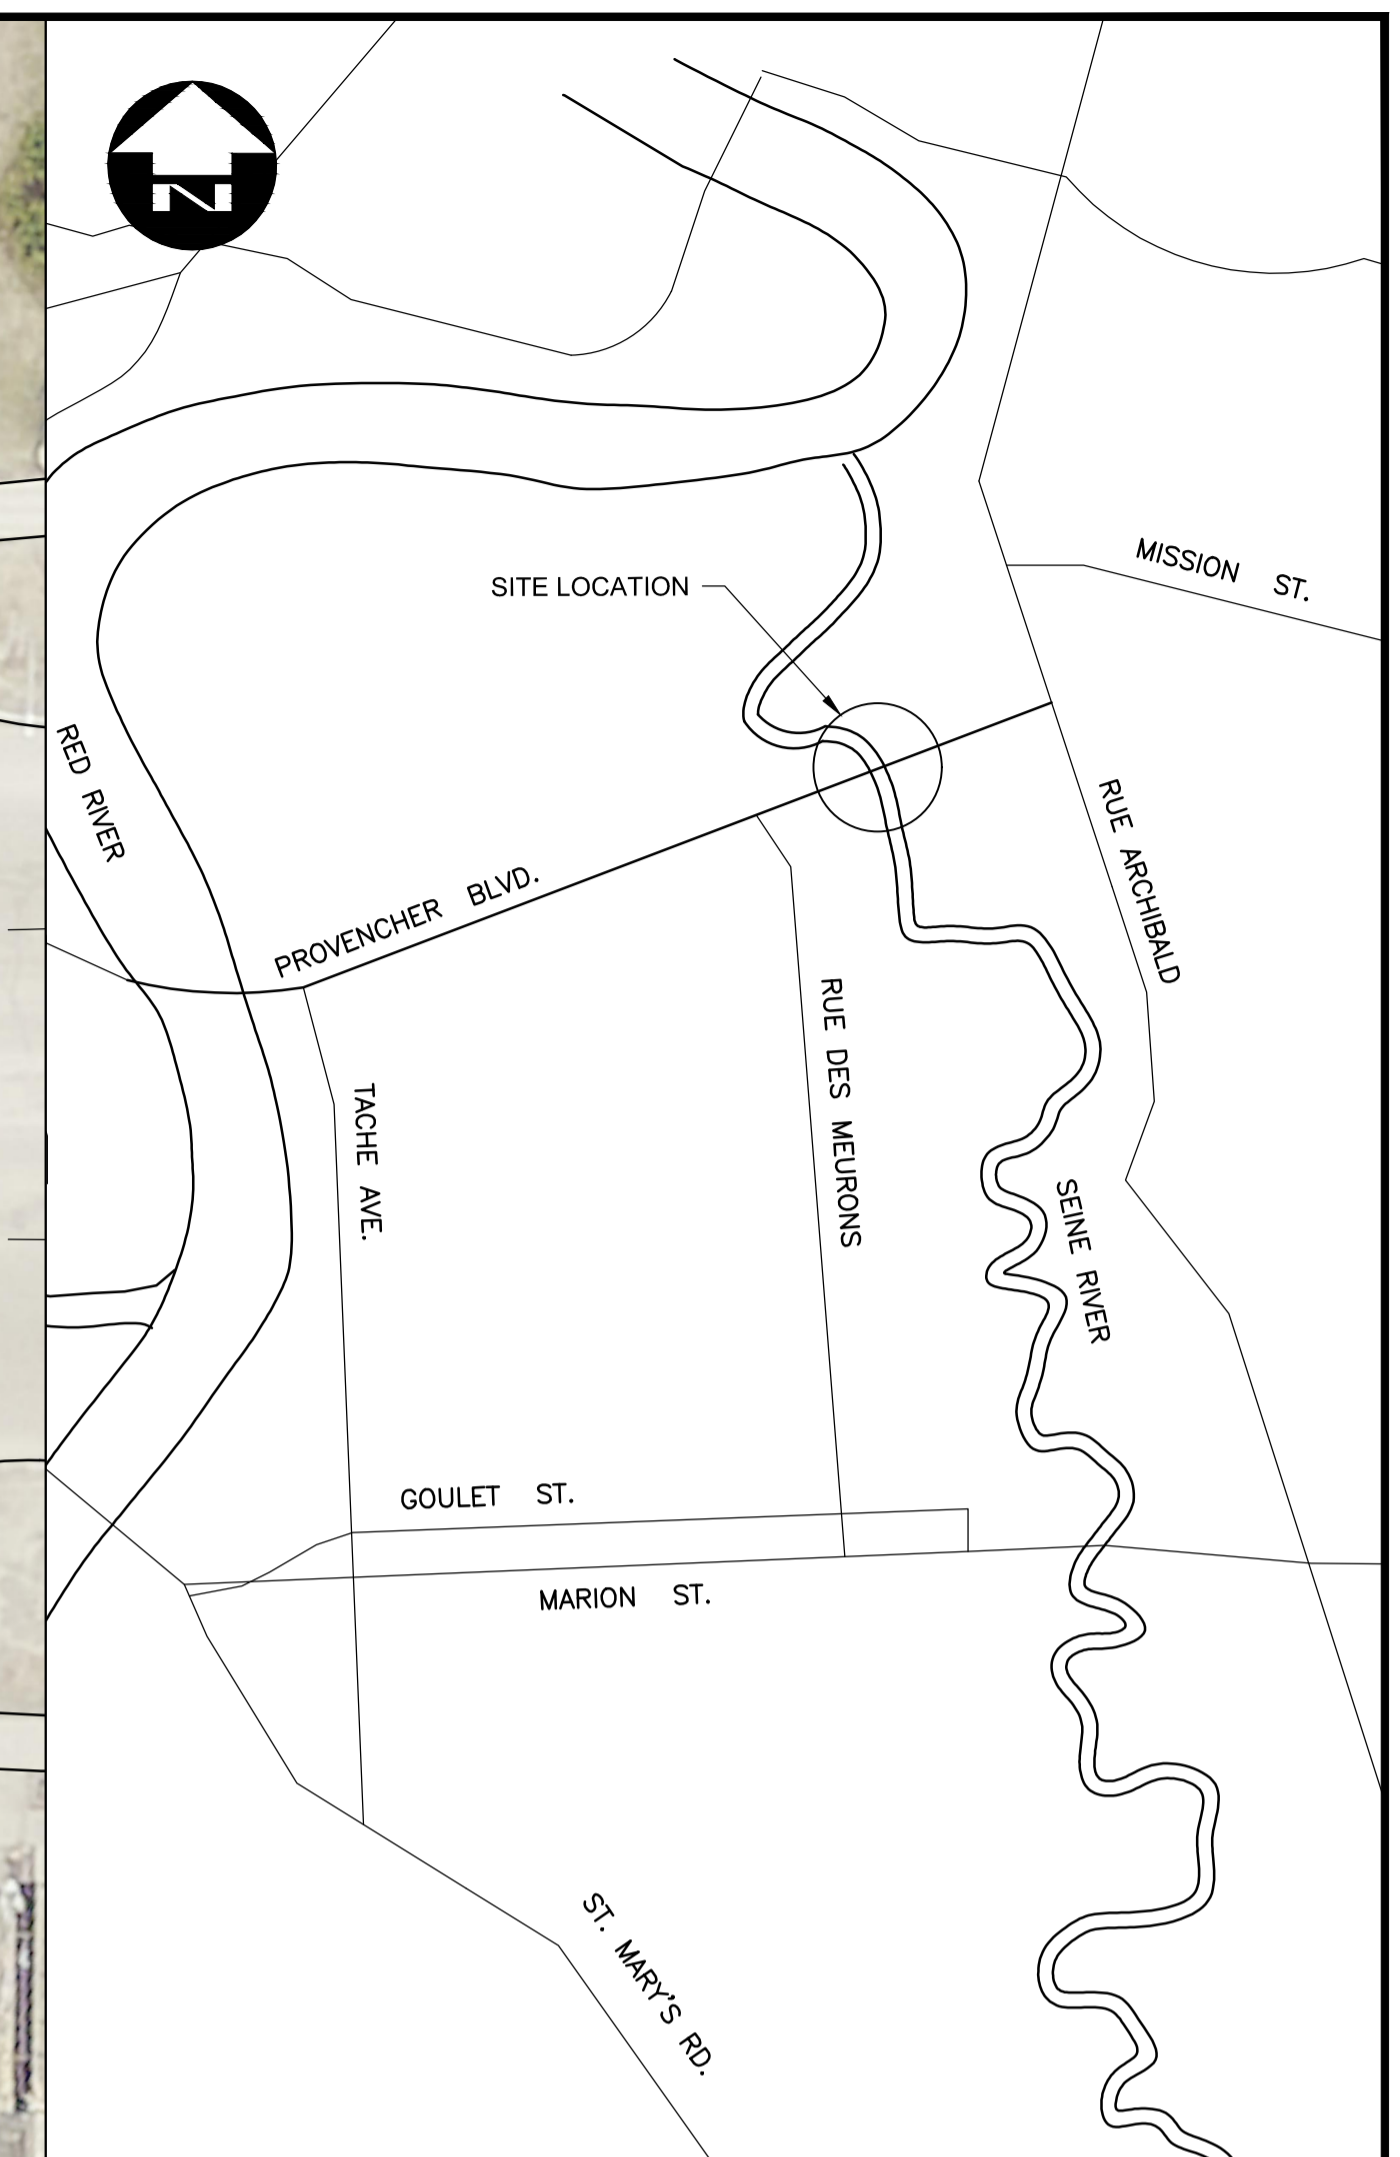 N
MISSION ST.
SITE LOCATION
RED RIVER
RUE ARCHIBALD
PROVENCHER BLVD.
RUE DES MEURONS
TACHE AVE.
SEINE RIVER
GOULET ST.
MARION ST.
ST. MARY'S RD.